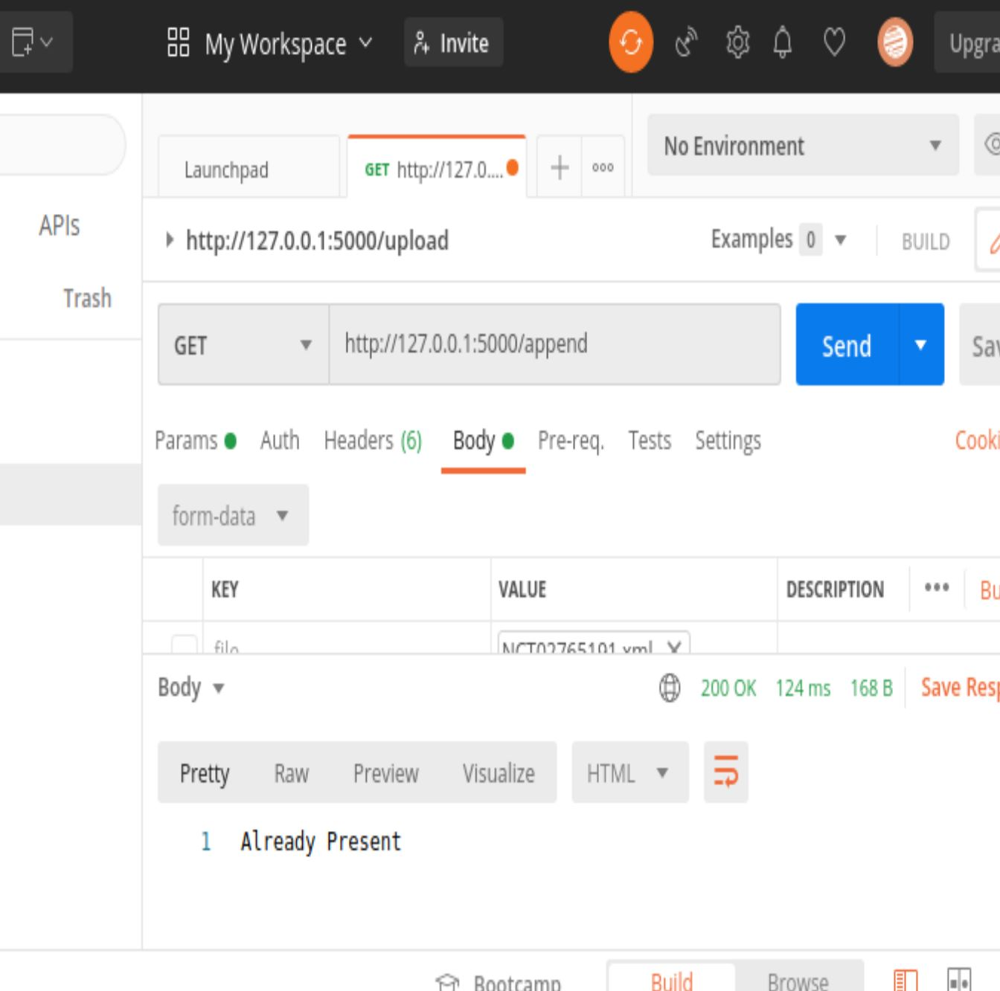 My Workspace Invite Upgra
Launchpad GET http://127.0.... No Environment
APIs
http://127.0.0.1:5000/upload Examples 0 BUILD
Trash
GET http://127.0.0.1:5000/append Send Sav
Params Auth Headers (6) Body Pre-req. Tests Settings Cooki
form-data
KEY VALUE DESCRIPTION Bu
file NCT02765191.xml
Body 200 OK 124 ms 168 B Save Resp
Pretty Raw Preview Visualize HTML
1 Already Present
Bootcamp Build Browse